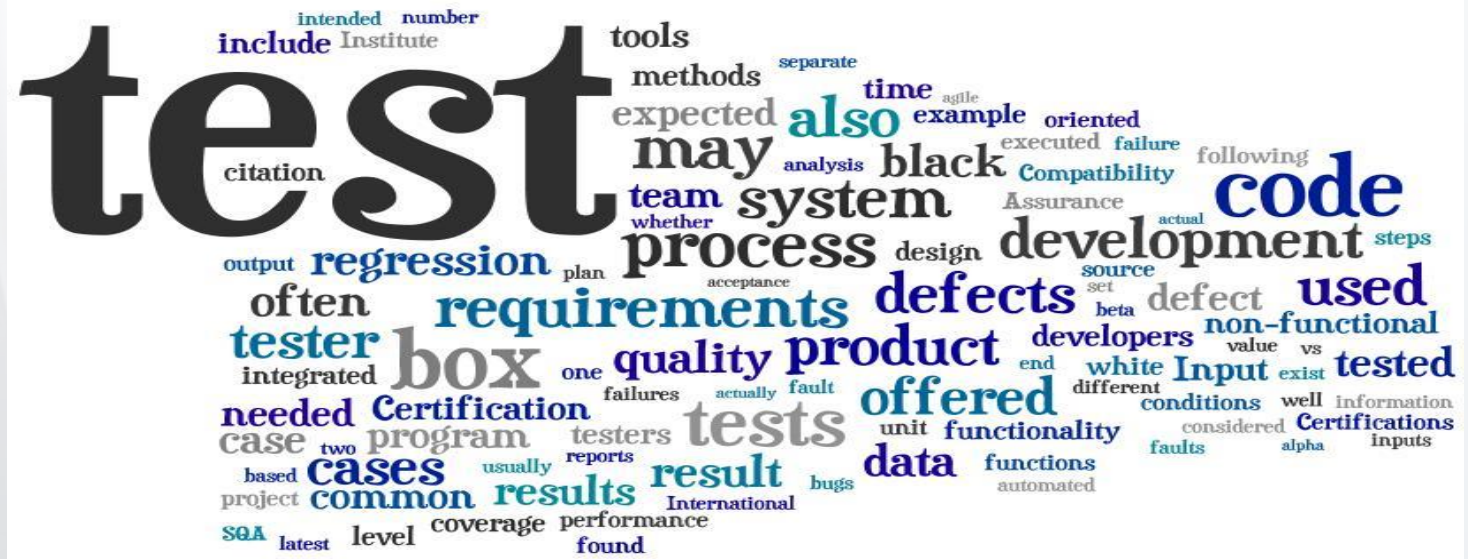 intended number
include Institute
test
tools
methods separate
time agile
expected also example oriented
citation
may analysis black executed failure following
Compatibility code
team system Assurance
whether actual
process design development steps
output regression plan
acceptance source
often requirements defects set beta defect used
tester box developers non-functional
integrated one quality product end white Input value vs exist tested
failures actually fault different
needed Certification tests offered conditions well information
case two program testers unit functionality considered Certifications
faults alpha inputs
based cases usually reports result data functions
project common results bugs automated
International
SQA latest level coverage performance
found